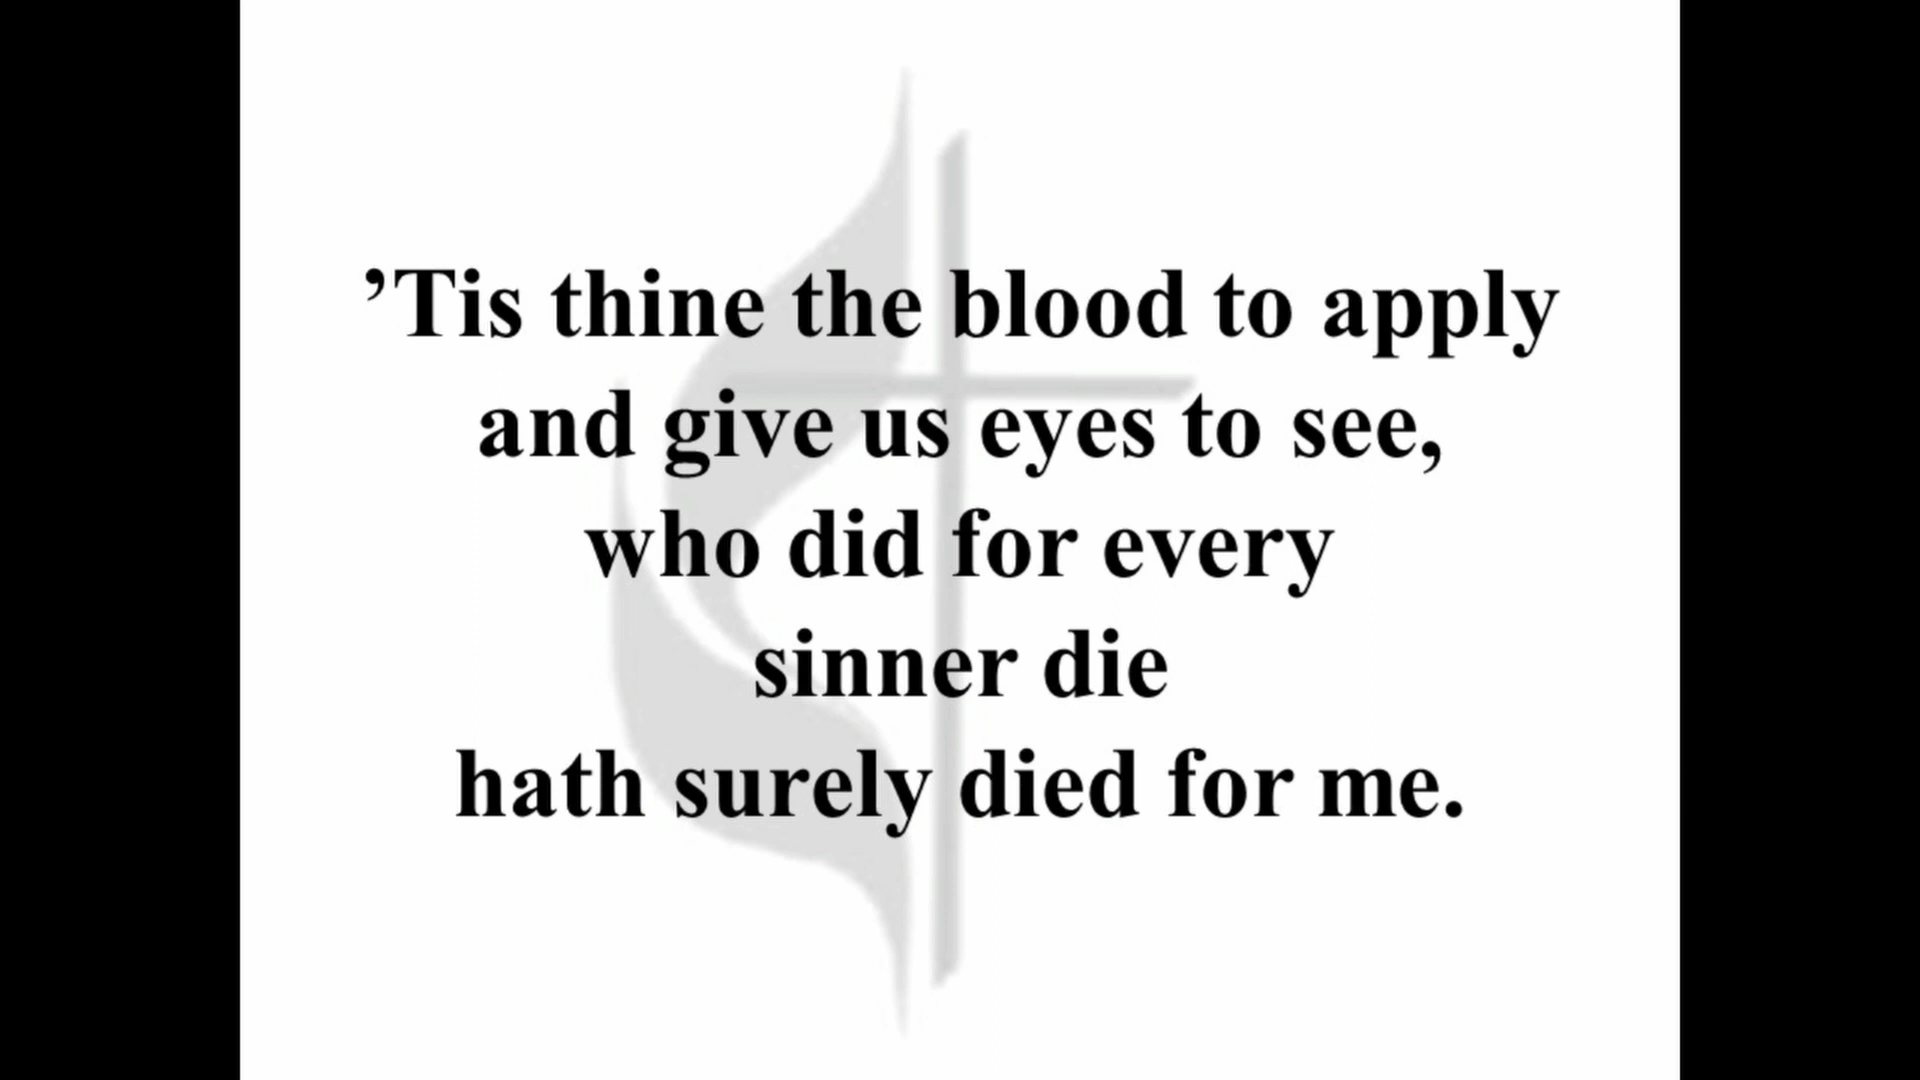 ’Tis thine the blood to apply
and give us eyes to see,
who did for every
sinner die
hath surely died for me.